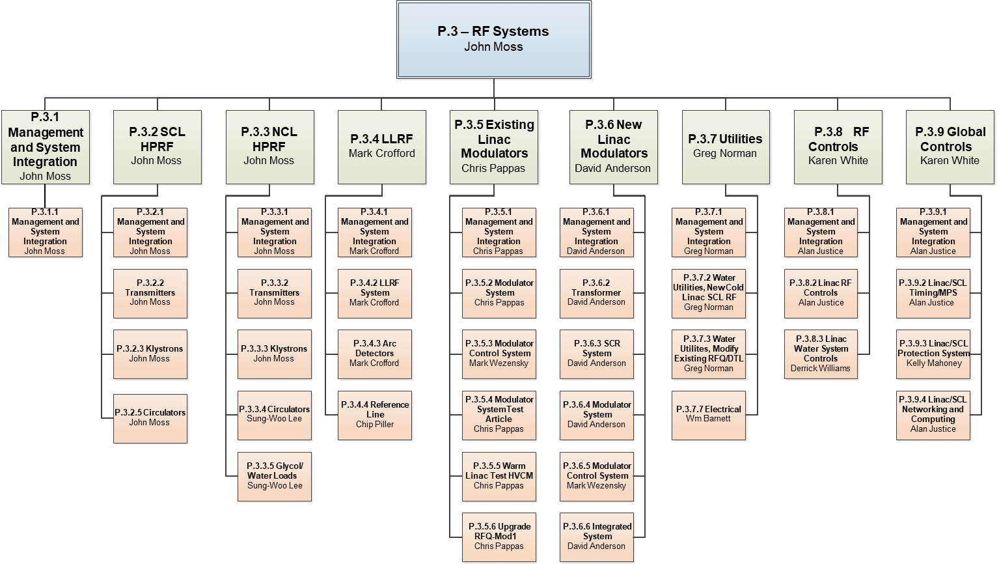 P.3 – RF Systems
John Moss
P.3.1
Management
and System
Integration
John Moss
P.3.2 SCL
HPRF
John Moss
P.3.3 NCL
HPRF
John Moss
P.3.4 LLRF
Mark Crofford
P.3.5 Existing
Linac
Modulators
Chris Pappas
P.3.6 New
Linac
Modulators
David Anderson
P.3.7 Utilities
Greg Norman
P.3.8 RF
Controls
Karen White
P.3.9 Global
Controls
Karen White
P.3.1.1
Management and
System
Integration
John Moss
P.3.2.1
Management and
System
Integration
John Moss
P.3.2.2
Transmitters
John Moss
P.3.2.3 Klystrons
John Moss
P.3.2.5 Circulators
John Moss
P.3.3.1
Management and
System
Integration
John Moss
P.3.3.2
Transmitters
John Moss
P.3.3.3 Klystrons
John Moss
P.3.3.4 Circulators
Sung-Woo Lee
P.3.3.5 Glycol/
Water Loads
Sung-Woo Lee
P.3.4.1
Management and
System
Integration
Mark Crofford
P.3.4.2 LLRF
System
Mark Crofford
P.3.4.3 Arc
Detectors
Mark Crofford
P.3.4.4 Reference
Line
Chip Piller
P.3.5.1
Management and
System
Integration
Chris Pappas
P.3.5.2 Modulator
System
Chris Pappas
P.3.5.3 Modulator
Control System
Mark Wezensky
P.3.5.4 Modulator
System Test
Article
Chris Pappas
P.3.5.5 Warm
Linac Test HVCM
Chris Pappas
P.3.5.6 Upgrade
RFQ-Mod1
Chris Pappas
P.3.6.1
Management and
System
Integration
David Anderson
P.3.6.2
Transformer
David Anderson
P.3.6.3 SCR
System
David Anderson
P.3.6.4 Modulator
System
David Anderson
P.3.6.5 Modulator
Control System
Mark Wezensky
P.3.6.6 Integrated
System
David Anderson
P.3.7.1
Management and
System
Integration
Greg Norman
P.3.7.2 Water
Utilities, New Cold
Linac SCL RF
Greg Norman
P.3.7.3 Water
Utilites, Modify
Existing RFQ/DTL
Greg Norman
P.3.7.7 Electrical
Wm Barnett
P.3.8.1
Management and
System
Integration
Alan Justice
P.3.8.2 Linac RF
Controls
Alan Justice
P.3.8.3 Linac
Water System
Controls
Derrick Williams
P.3.9.1
Management and
System
Integration
Alan Justice
P.3.9.2 Linac/SCL
Timing/MPS
Alan Justice
P.3.9.3 Linac/SCL
Protection System
Kelly Mahoney
P.3.9.4 Linac/SCL
Networking and
Computing
Alan Justice